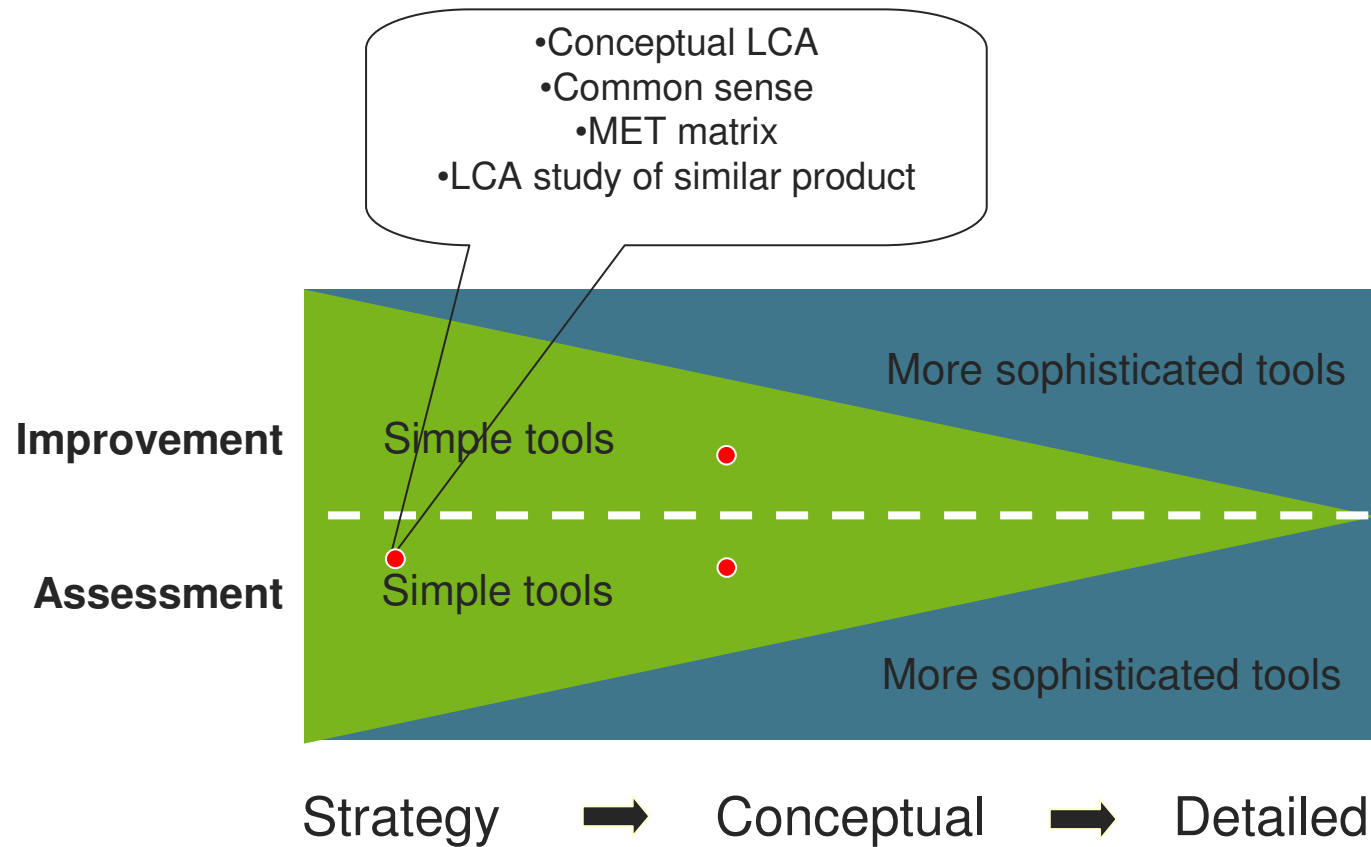 •Conceptual LCA
•Common sense
•MET matrix
•LCA study of similar product
More sophisticated tools
Improvement
Simple tools
Assessment
Simple tools
More sophisticated tools
Strategy
Conceptual
Detailed